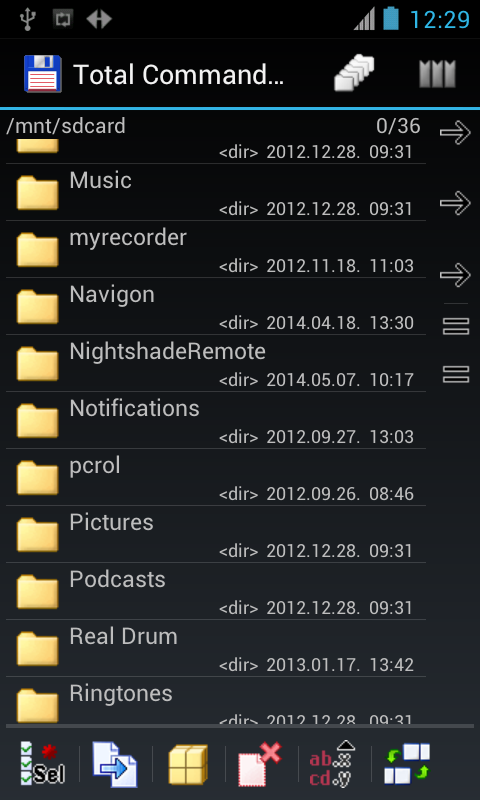 12:29
Total Command...
/mnt/sdcard 0/36
<dir> 2012.12.28. 09:31
Music
<dir> 2012.12.28. 09:31
myrecorder
<dir> 2012.11.18. 11:03
Navigon
<dir> 2014.04.18. 13:30
NightshadeRemote
<dir> 2014.05.07. 10:17
Notifications
<dir> 2012.09.27. 13:03
pcrol
<dir> 2012.09.26. 08:46
Pictures
<dir> 2012.12.28. 09:31
Podcasts
<dir> 2012.12.28. 09:31
Real Drum
<dir> 2013.01.17. 13:42
Ringtones
<dir> 2012.12.28. 09:31
Sel
ab.x
cd.y